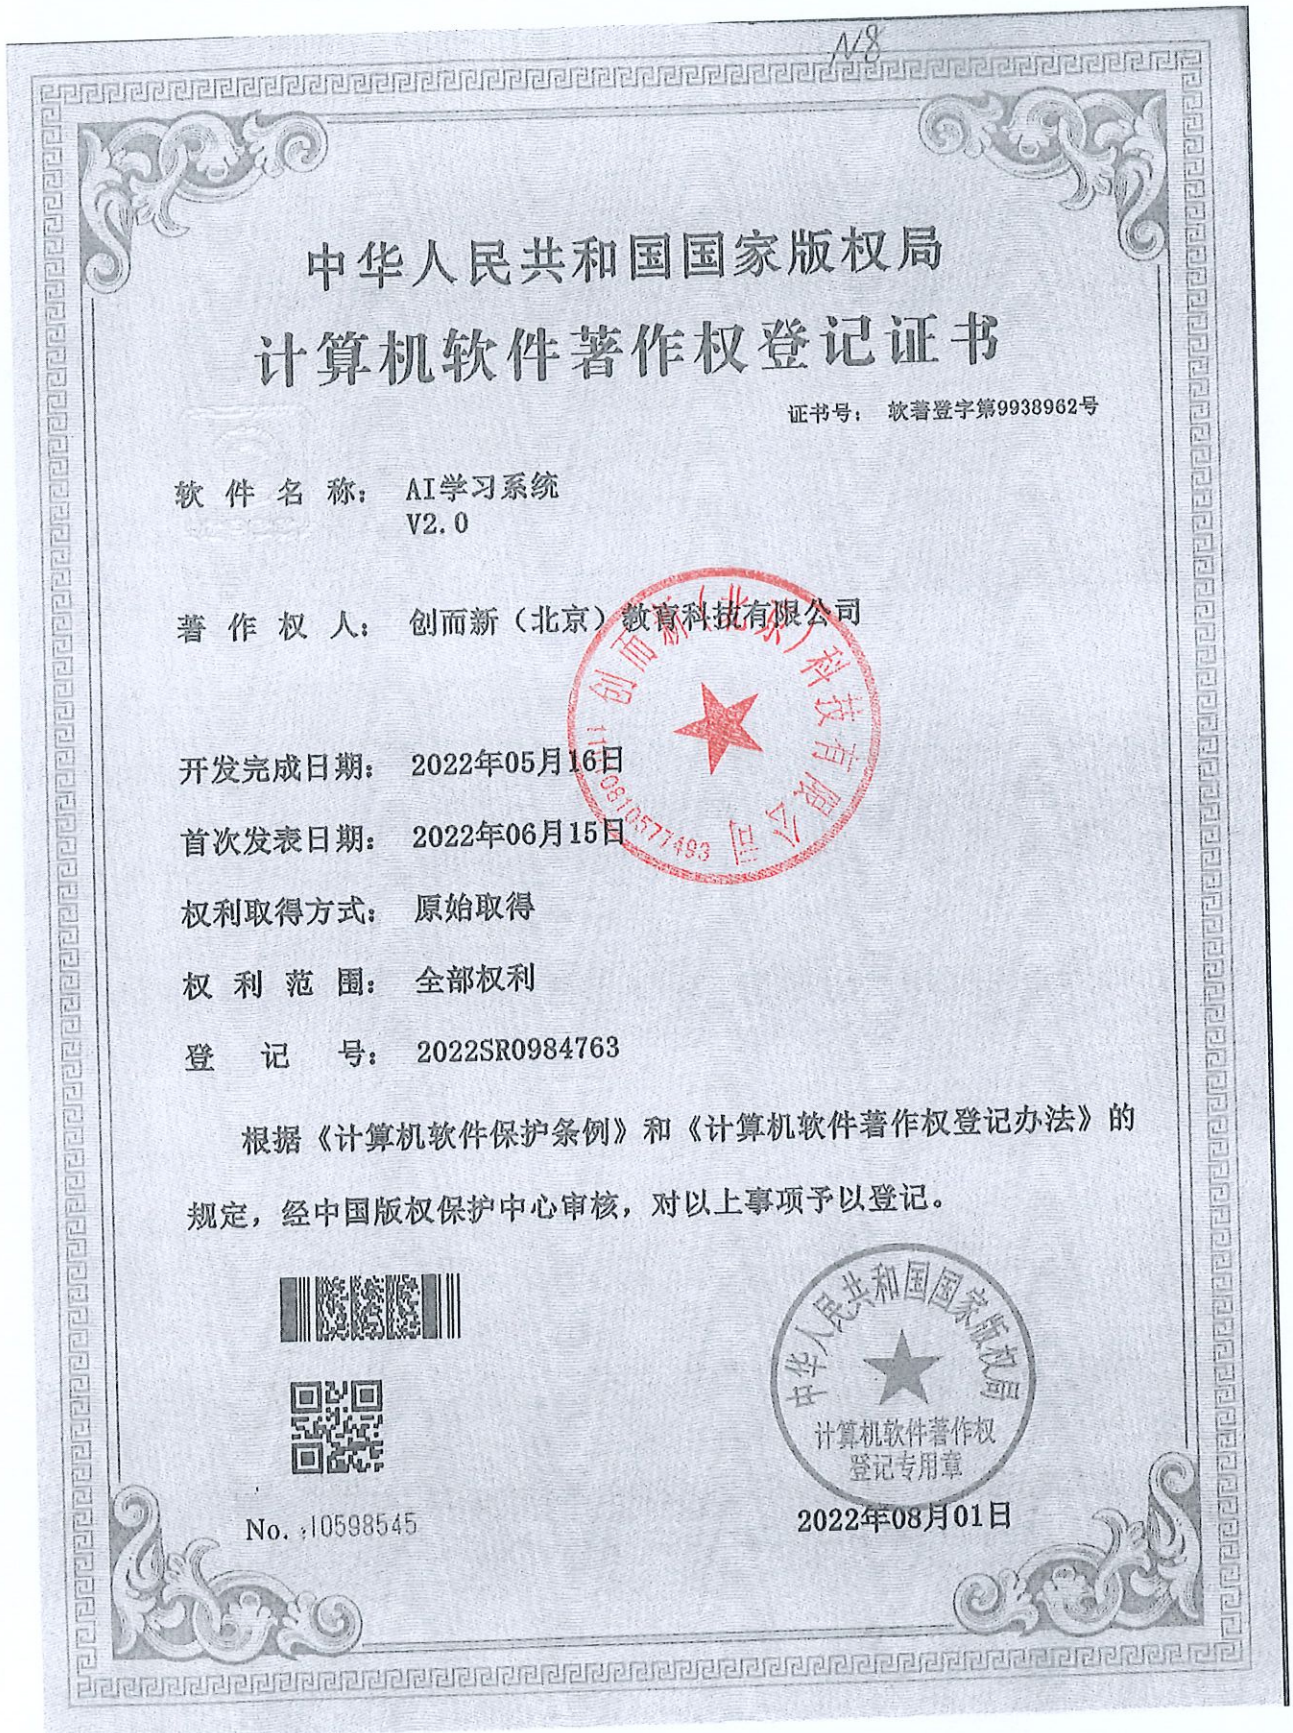 N8
中华人民共和国国家版权局
计算机软件著作权登记证书
证书号： 软著登字第9938962号
软件名称： AI学习系统
V2.0
著作权人： 创而新（北京）教育科技有限公司
创而新（北京）科技有限公司
开发完成日期： 2022年05月16日
首次发表日期： 2022年06月15日
权利取得方式： 原始取得
权利范围： 全部权利
登记号： 2022SR0984763
根据《计算机软件保护条例》和《计算机软件著作权登记办法》的
规定，经中国版权保护中心审核，对以上事项予以登记。
中华人民共和国国家版权局
计算机软件著作权
登记专用章
No. 10598545
2022年08月01日